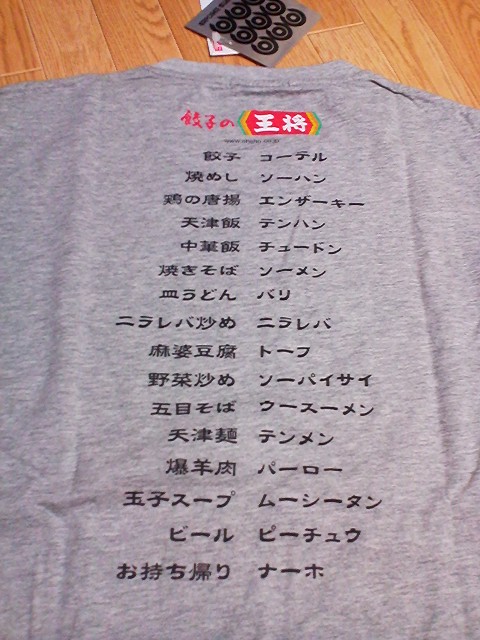 餃子の王将
餃子 コーテル
焼めし ソーハン
鶏の唐揚 エンザーキー
天津飯 テンハン
中華飯 チュードン
焼きそば ソーメン
皿うどん バリ
ニラレバ炒め ニラレバ
麻婆豆腐 トーフ
野菜炒め ソーパイサイ
五目そば ウースーメン
天津麺 テンメン
爆羊肉 パーロー
玉子スープ ムーシータン
ビール ピーチュウ
お持ち帰り ナーホ